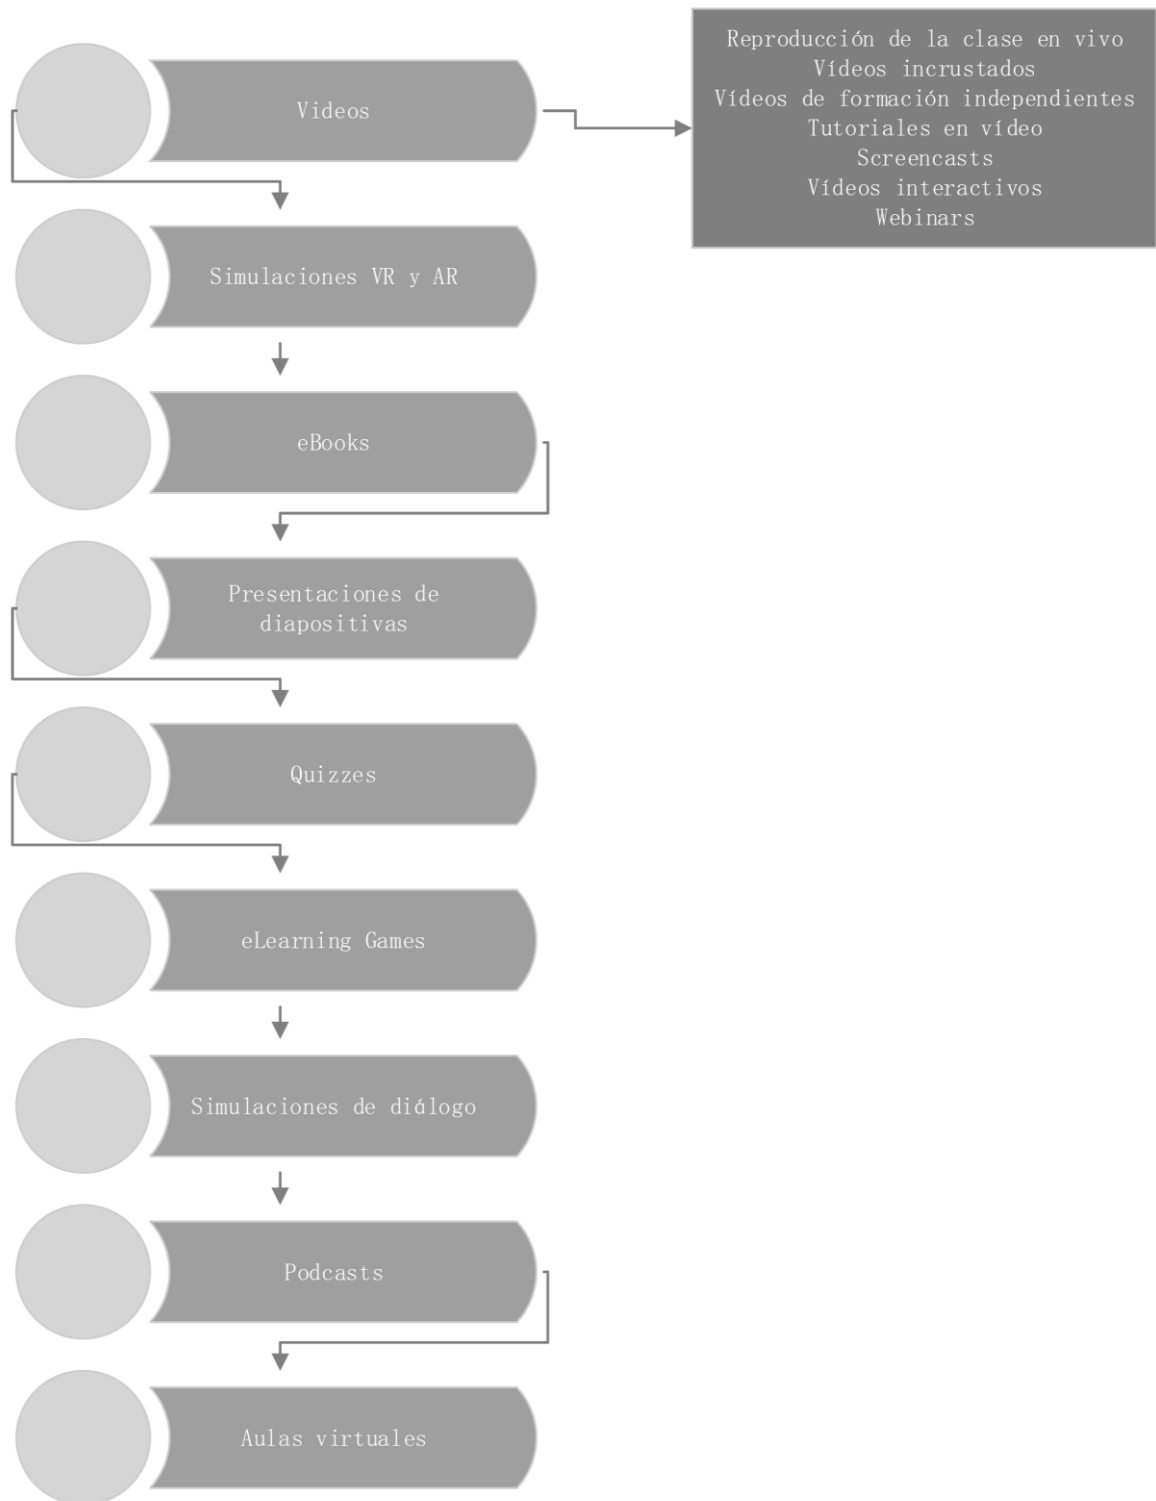 Reproducción de la clase en vivo
Vídeos incrustados
Vídeos de formación independientes
Tutoriales en vídeo
Screencasts
Vídeos interactivos
Webinars
Videos
Simulaciones VR y AR
eBooks
Presentaciones de
diapositivas
Quizzes
eLearning Games
Simulaciones de diálogo
Podcasts
Aulas virtuales